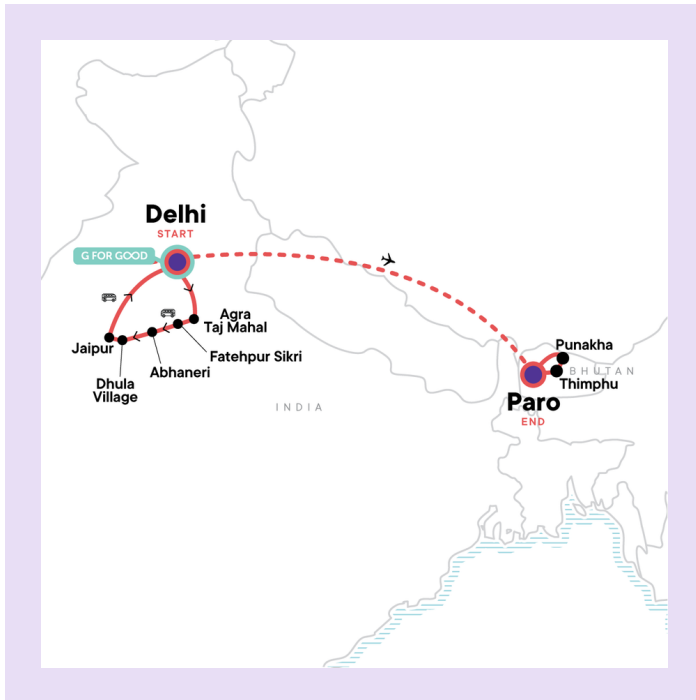 Delhi
START
G FOR GOOD
Agra
Taj Mahal
Fatehpur Sikri
Abhaneri
Jaipur
Dhula
Village
INDIA
Punakha
BHUTAN
Thimphu
Paro
END